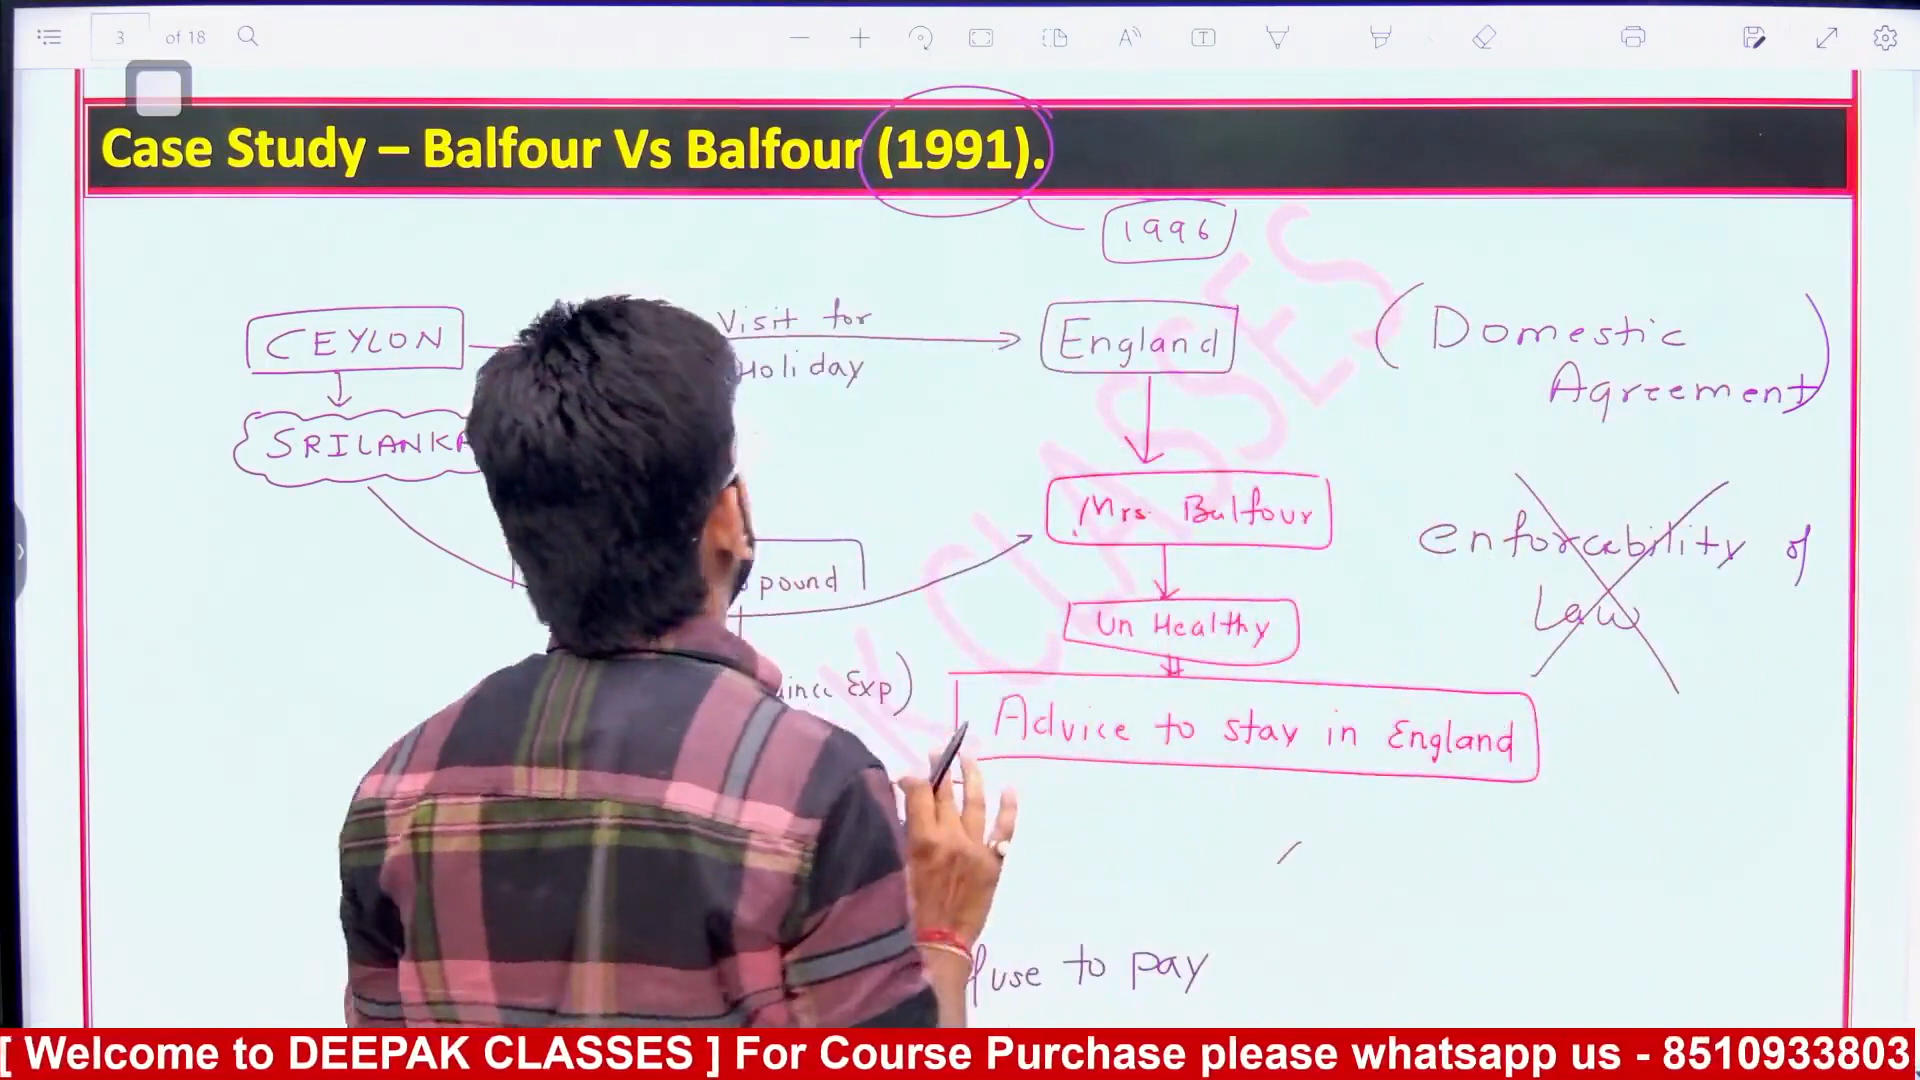 3 of 18
Case Study – Balfour Vs Balfour (1991).
1996
CEYLON
Visit for
Holiday
England
(Domestic
Agreement)
SRILANKA
Mrs. Balfour
enforcability of
Law
pound
Un Healthy
Exp)
Advice to stay in England
to pay
K CLASSES
[ Welcome to DEEPAK CLASSES ] For Course Purchase please whatsapp us - 8510933803